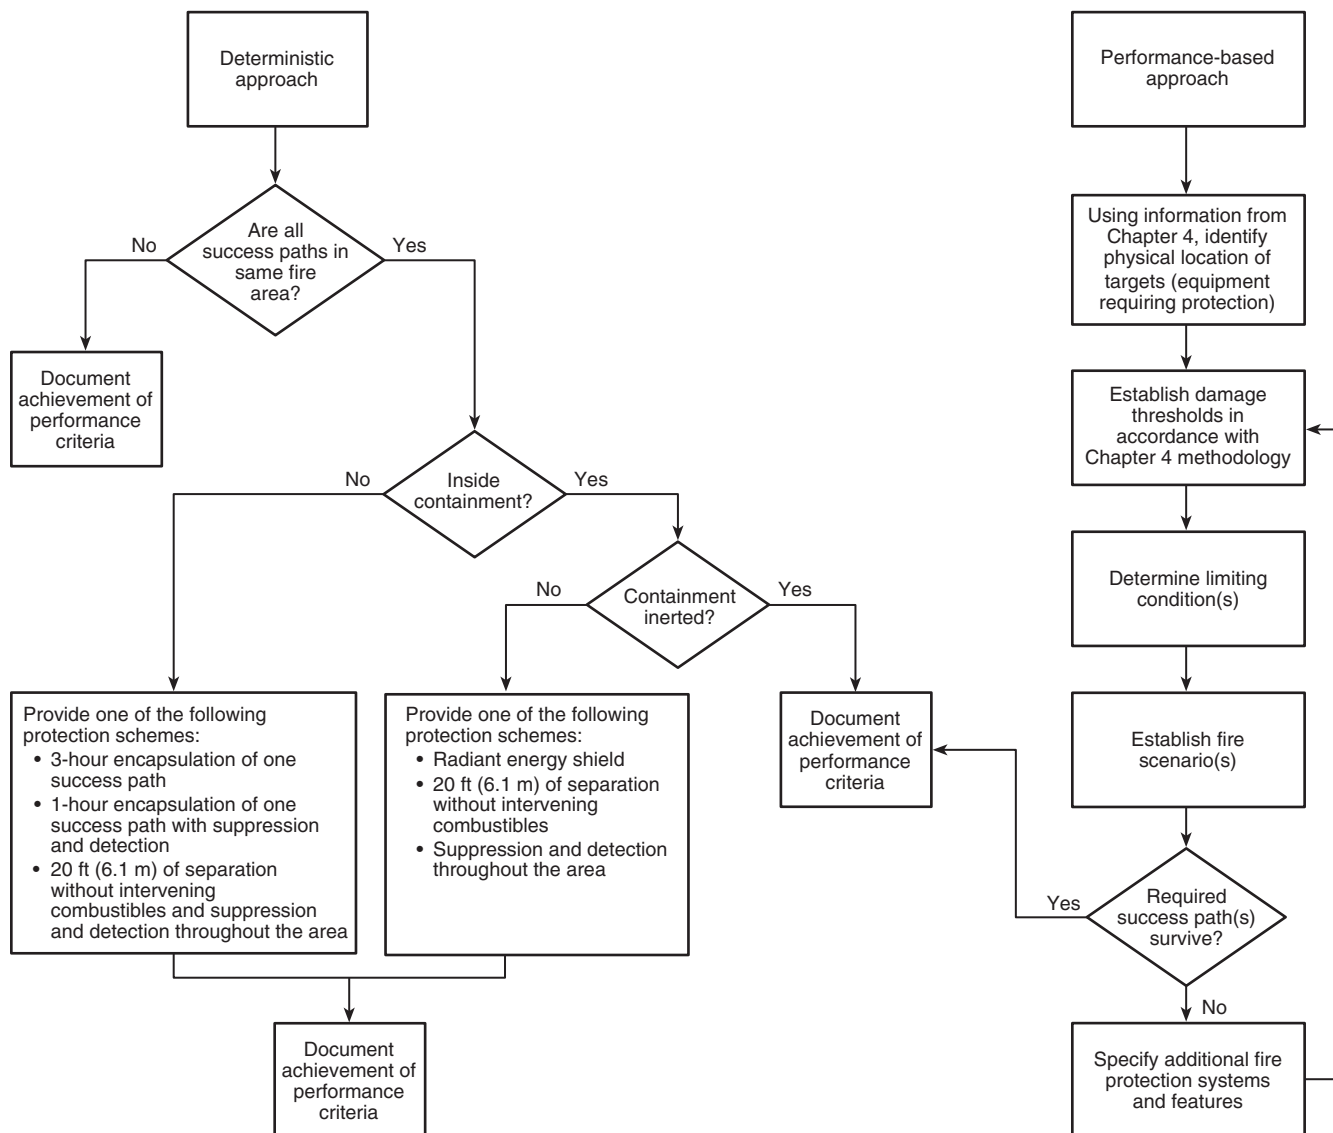 Deterministic
approach
Are all
success paths in
same fire
area?
No
Yes
Document
achievement of
performance
criteria
Inside
containment?
No
Yes
Containment
inerted?
No
Yes
Provide one of the following
protection schemes:
• 3-hour encapsulation of one
success path
• 1-hour encapsulation of one
success path with suppression
and detection
• 20 ft (6.1 m) of separation
without intervening
combustibles and suppression
and detection throughout the area
Provide one of the following
protection schemes:
• Radiant energy shield
• 20 ft (6.1 m) of separation
without intervening
combustibles
• Suppression and detection
throughout the area
Document
achievement of
performance
criteria
Document
achievement of
performance
criteria
Performance-based
approach
Using information from
Chapter 4, identify
physical location of
targets (equipment
requiring protection)
Establish damage
thresholds in
accordance with
Chapter 4 methodology
Determine limiting
condition(s)
Establish fire
scenario(s)
Required
success path(s)
survive?
Yes
No
Specify additional fire
protection systems
and features